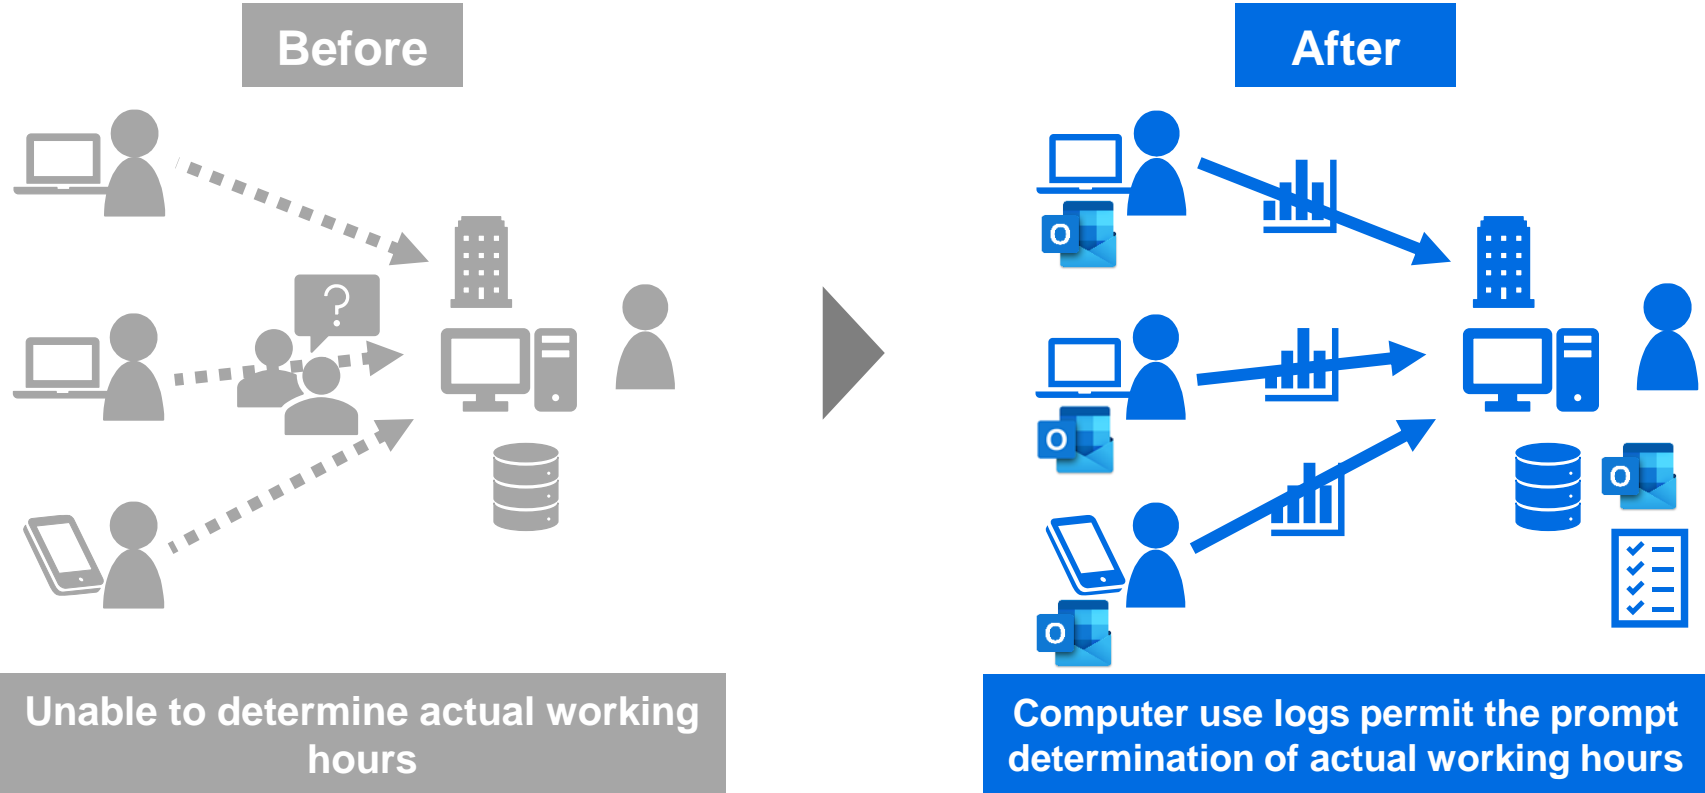 Before
After
?
O
O
O
O
Unable to determine actual working
hours
Computer use logs permit the prompt
determination of actual working hours